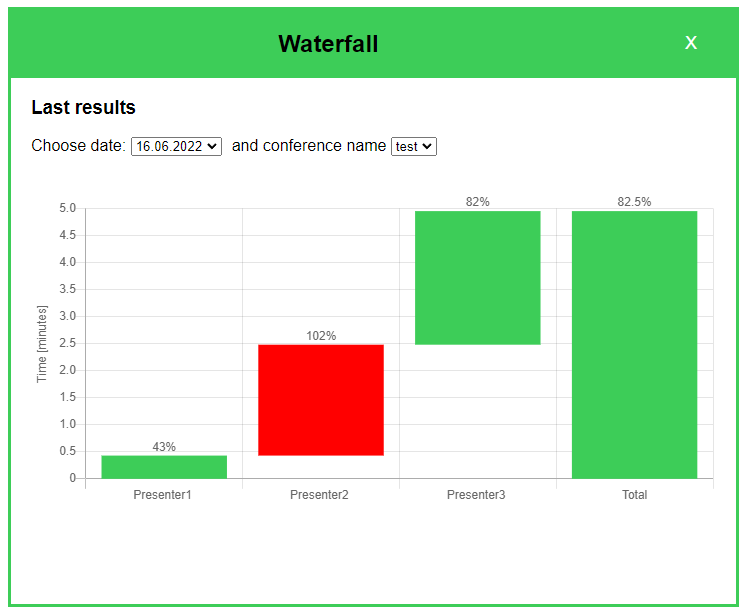 Waterfall X
Last results
Choose date: 16.06.2022 and conference name test
82% 82.5%
5.0
4.5
4.0
3.5
3.0
102%
2.5
2.0
1.5
1.0
43%
0.5
0
Time [minutes]
Presenter1 Presenter2 Presenter3 Total